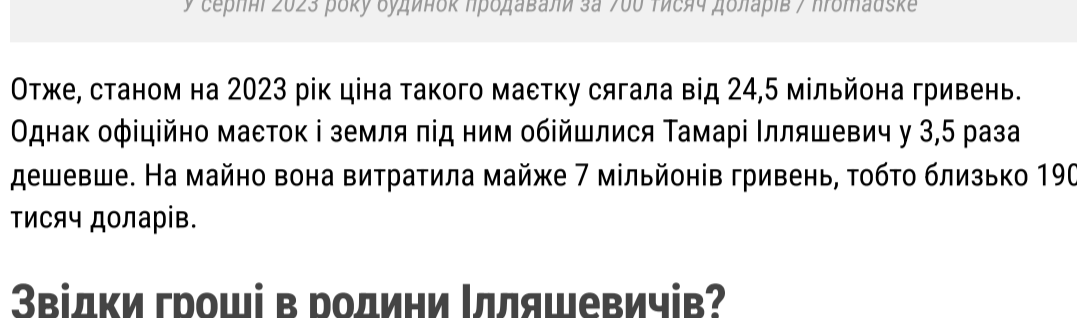 У серпні 2023 року будинок продавали за 700 тисяч доларів / hromadske
Отже, станом на 2023 рік ціна такого маєтку сягала від 24,5 мільйона гривень.
Однак офіційно маєток і земля під ним обійшлися Тамарі Ілляшевич у 3,5 раза
дешевше. На майно вона витратила майже 7 мільйонів гривень, тобто близько 190
тисяч доларів.
Звідки гроші в родини Ілляшевичів?